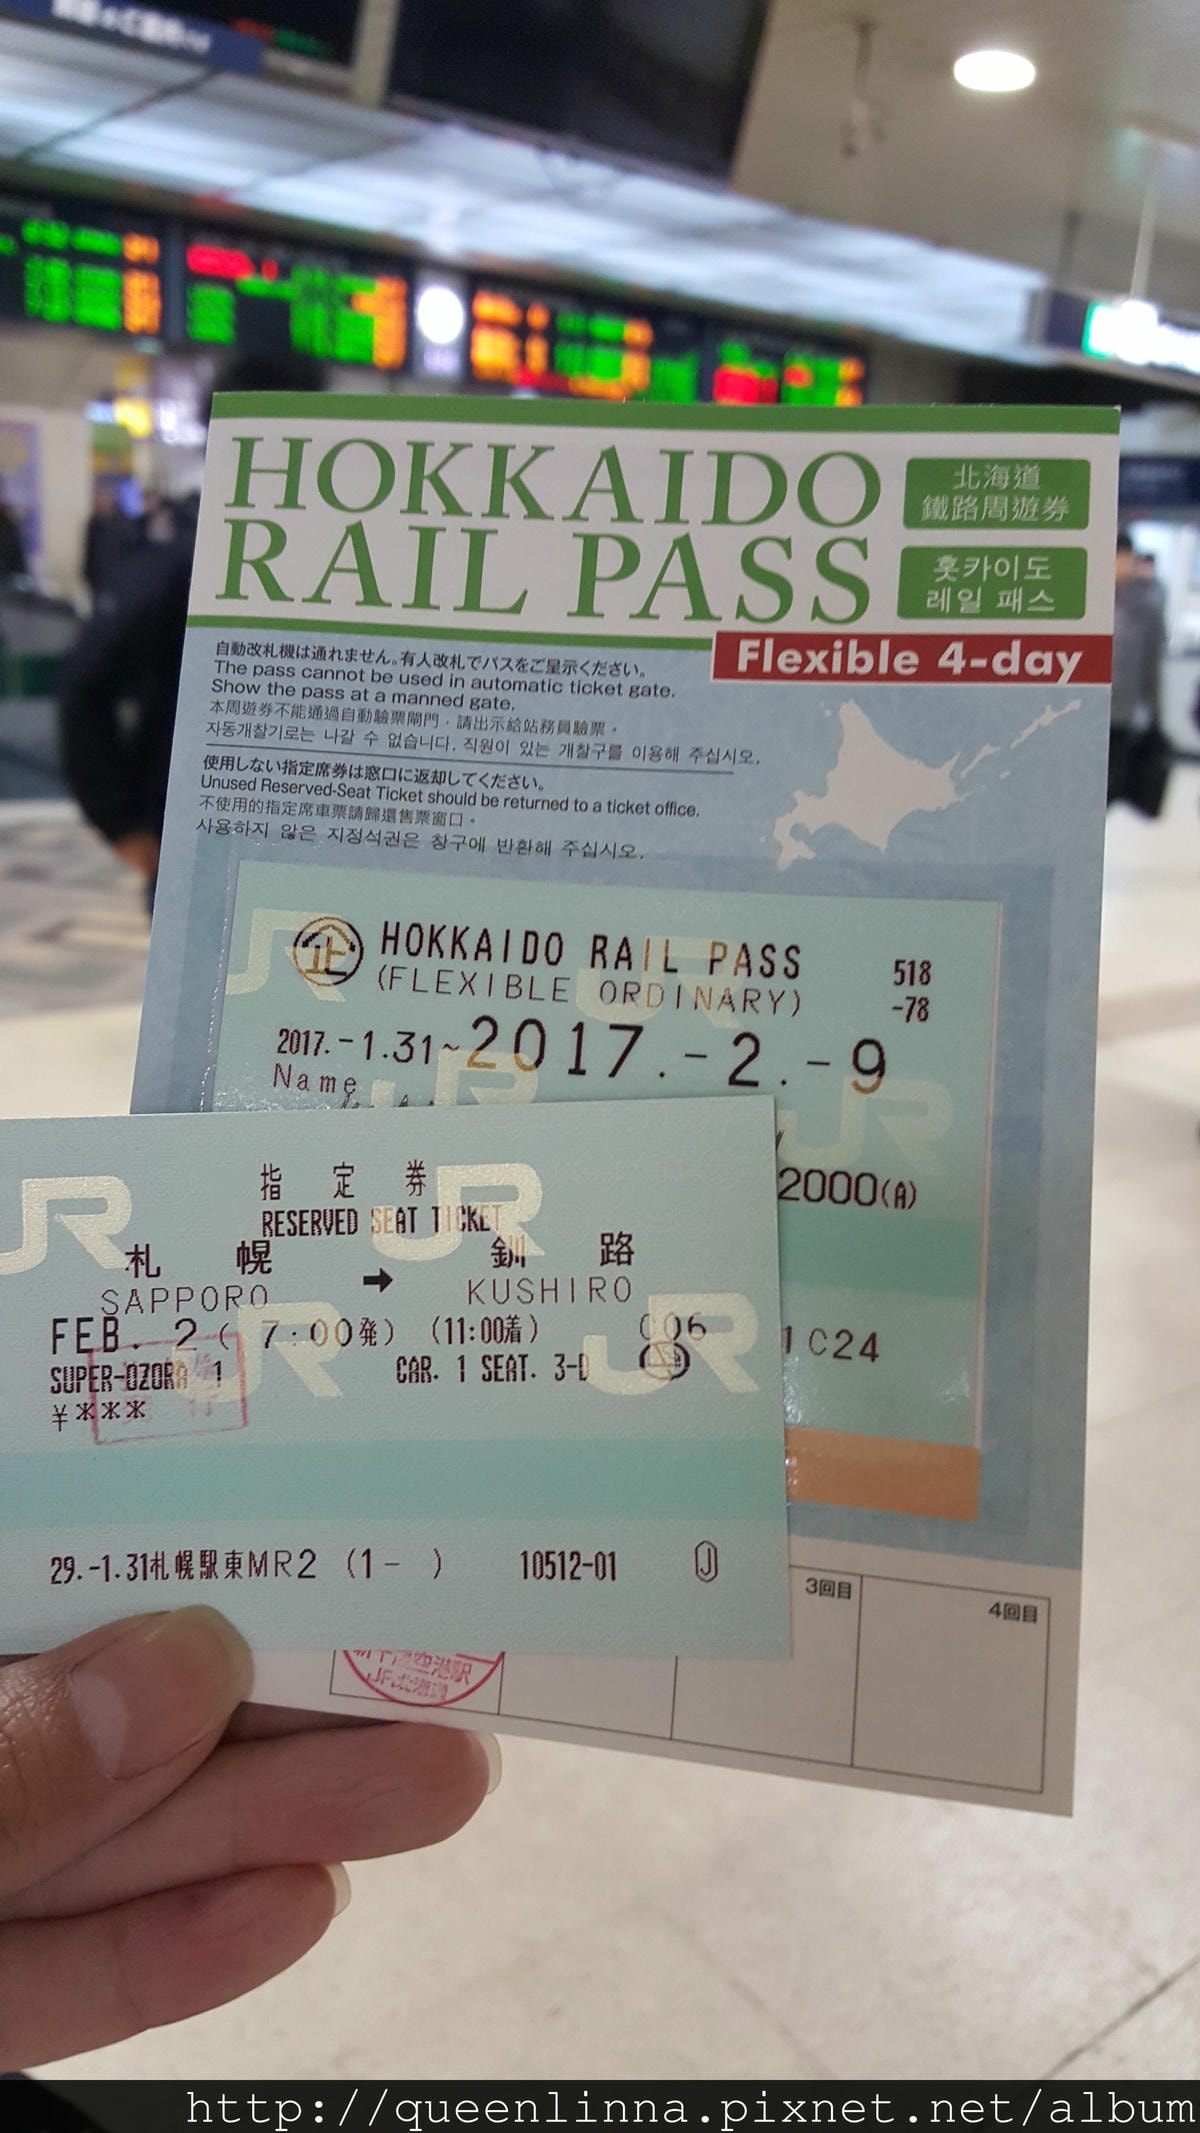 HOKKAIDO
RAIL PASS
北海道
鐵路周遊券
홋카이도
레일 패스
Flexible 4-day
自動改札機は通れません。有人改札でパスをご呈示ください。
The pass cannot be used in automatic ticket gate.
Show the pass at a manned gate.
本周遊券不能通過自動驗票閘門，請出示給站務員驗票。
자동개찰기로는 나갈 수 없습니다. 직원이 있는 개찰구를 이용해 주십시오.
使用しない指定席券は窓口に返却してください。
Unused Reserved-Seat Ticket should be returned to a ticket office.
不使用的指定席車票請歸還售票窗口。
사용하지 않은 지정석권은 창구에 반환해 주십시오.
企 HOKKAIDO RAIL PASS 518
(FLEXIBLE ORDINARY) -78
2017.-1.31~2017.-2.-9
Name
2000(A)
1C24
JR
指定券
RESERVED SEAT TICKET
札幌 → 釧路
SAPPORO KUSHIRO
FEB. 2 ( 7:00発) (11:00着) C06
SUPER-OZORA 1 CAR. 1 SEAT. 3-D
¥***
29.-1.31札幌駅東MR2 (1- ) 10512-01 J
3回目
4回目
空港駅
JR北海道
http://queenlinna.pixnet.net/album